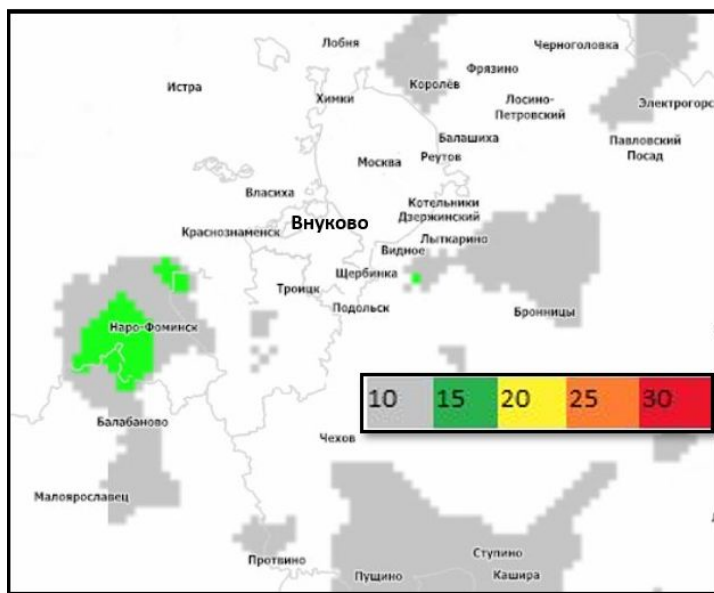 Лобня
Черноголовка
Фрязино
Истра
Королёв
Химки
Лосино-
Петровский
Электрогорс
Балашиха
Павловский
Посад
Москва
Реутов
Власиха
Котельники
Внуково
Дзержинский
Краснознаменск
Лыткарино
Видное
Щербинка
Троицк
Подольск
Бронницы
Наро-Фоминск
10 15 20 25 30
Балабаново
Чехов
Малоярославец
Протвино
Ступино
Пущино
Кашира